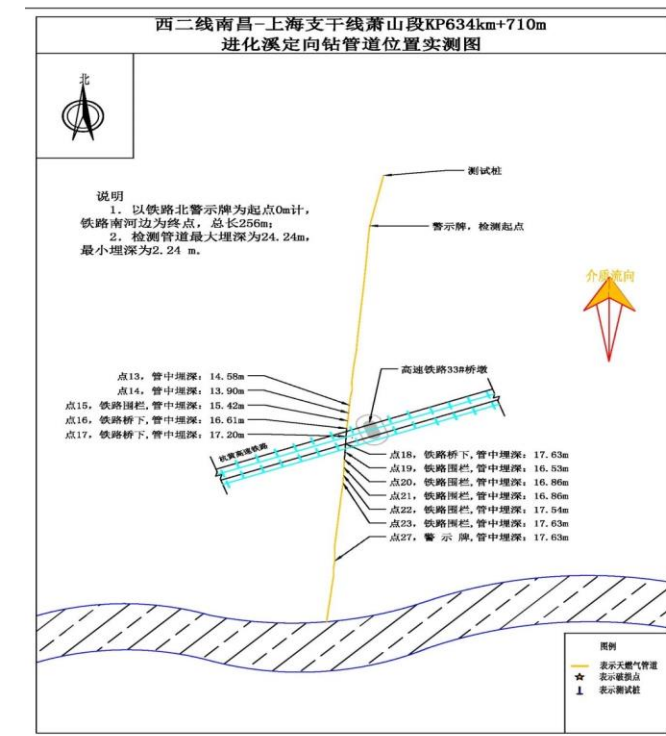 西二线南昌-上海支干线萧山段KP634km+710m
进化溪定向钻管道位置实测图
北
测试桩
说明
1. 以铁路北警示牌为起点0m计,
铁路南河边为终点, 总长256m;
2. 检测管道最大埋深为24.24m,
最小埋深为2.24 m.
警示牌, 检测起点
介质流向
高速铁路33#桥墩
点13, 管中埋深: 14.58m
点14, 管中埋深: 13.90m
点15, 铁路围栏,管中埋深: 15.42m
点16, 铁路桥下,管中埋深: 16.61m
点17, 铁路桥下,管中埋深: 17.20m
杭黄高速铁路
点18, 铁路桥下,管中埋深: 17.63m
点19, 铁路围栏,管中埋深: 16.53m
点20, 铁路围栏,管中埋深: 16.86m
点21, 铁路围栏,管中埋深: 16.86m
点22, 铁路围栏,管中埋深: 17.54m
点23, 铁路围栏,管中埋深: 17.63m
点27, 警 示 牌,管中埋深: 17.63m
图例
表示天燃气管道
表示破损点
表示测试桩